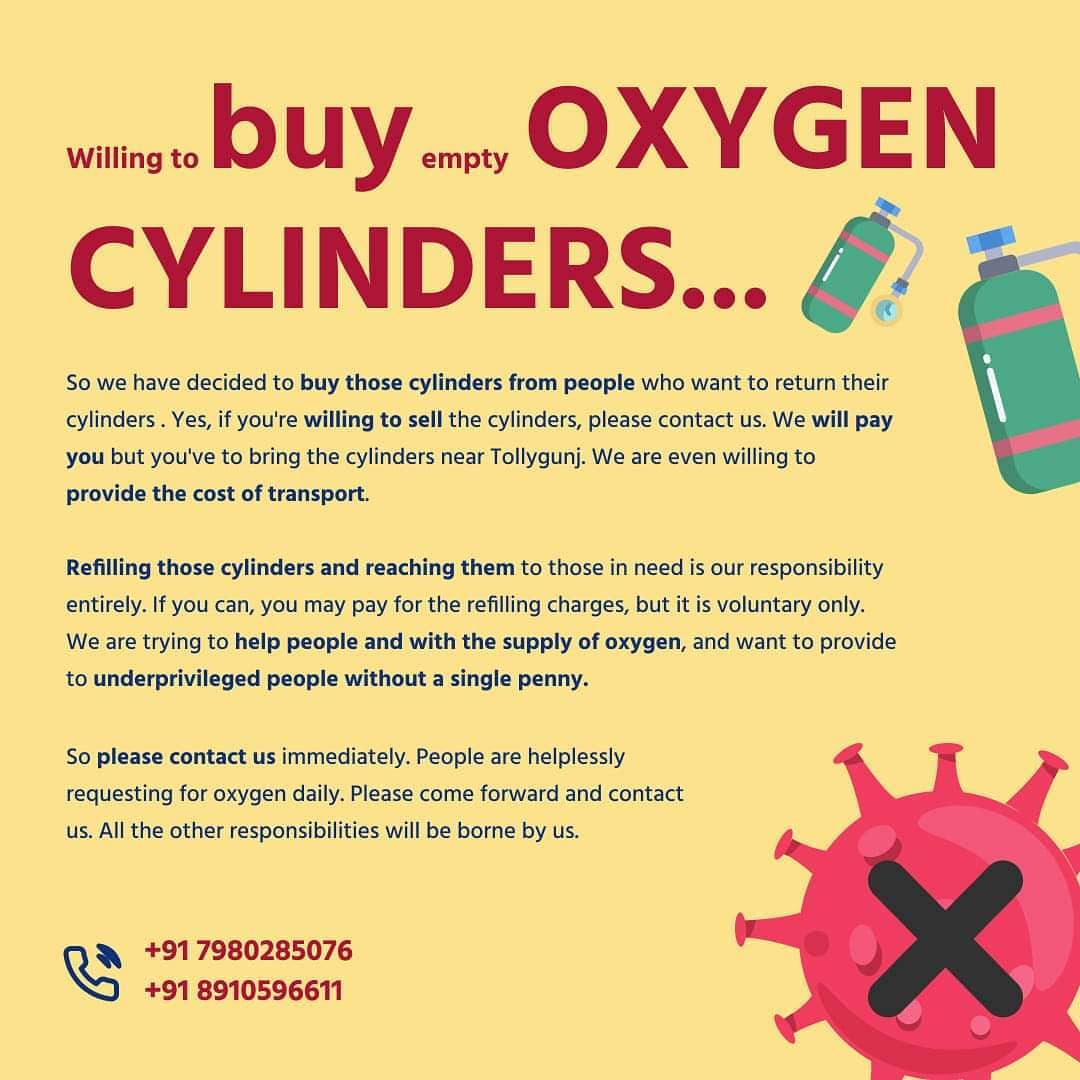 Willing to buy empty OXYGEN
CYLINDERS...
So we have decided to buy those cylinders from people who want to return their
cylinders . Yes, if you're willing to sell the cylinders, please contact us. We will pay
you but you've to bring the cylinders near Tollygunj. We are even willing to
provide the cost of transport.
Refilling those cylinders and reaching them to those in need is our responsibility
entirely. If you can, you may pay for the refilling charges, but it is voluntary only.
We are trying to help people and with the supply of oxygen, and want to provide
to underprivileged people without a single penny.
So please contact us immediately. People are helplessly
requesting for oxygen daily. Please come forward and contact
us. All the other responsibilities will be borne by us.
+91 7980285076
+91 8910596611